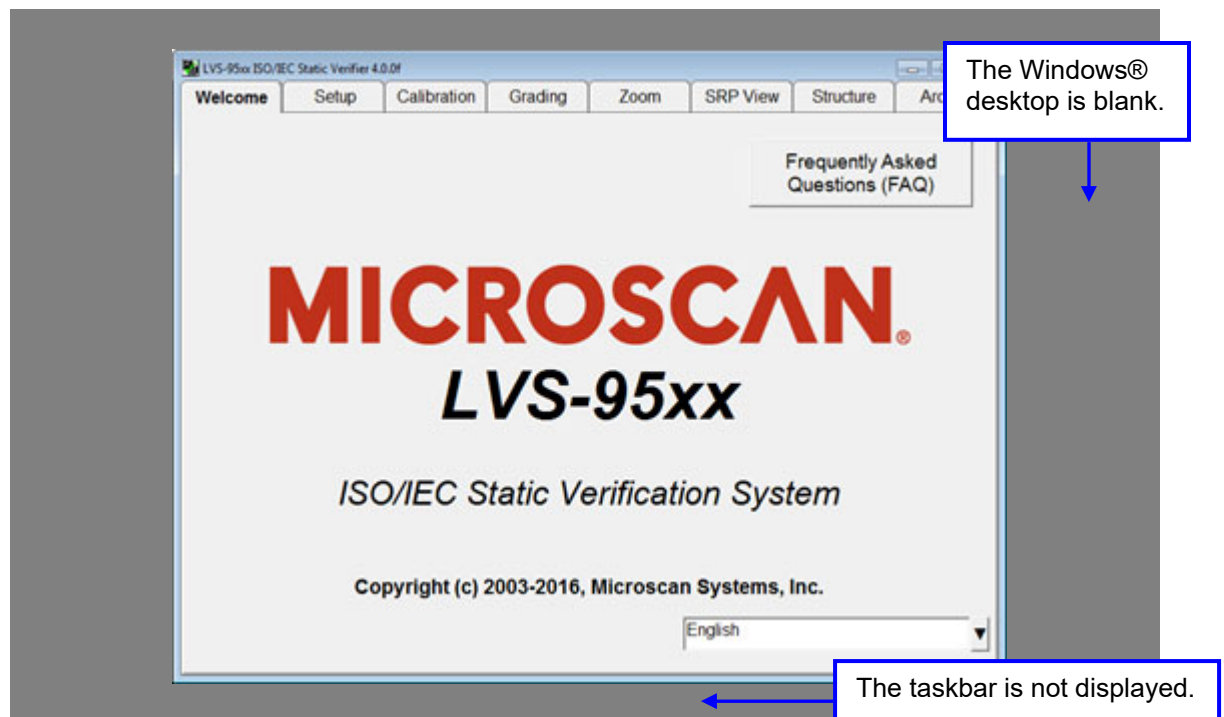 LVS-95xx ISO/IEC Static Verifier 4.0.0f
The Windows®
desktop is blank.
Welcome Setup Calibration Grading Zoom SRP View Structure
Frequently Asked
Questions (FAQ)
MICROSCAN®
LVS-95xx
ISO/IEC Static Verification System
Copyright (c) 2003-2016, Microscan Systems, Inc.
English
The taskbar is not displayed.